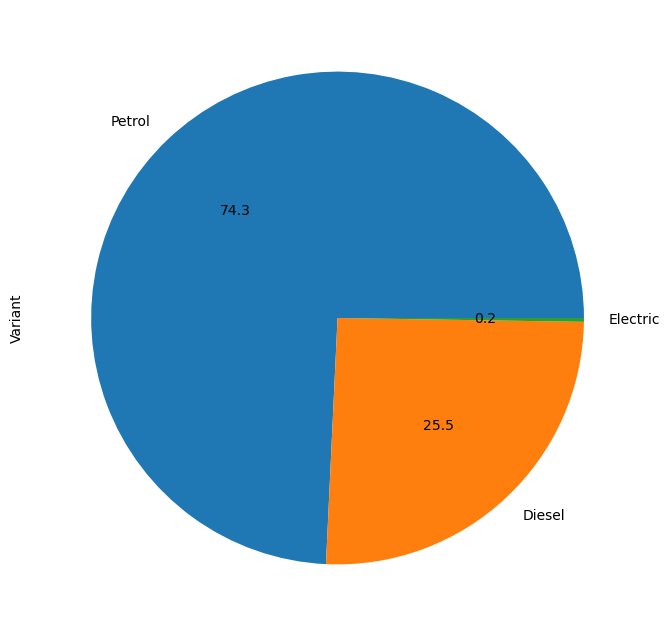 Petrol
74.3
Variant
0.2
Electric
25.5
Diesel